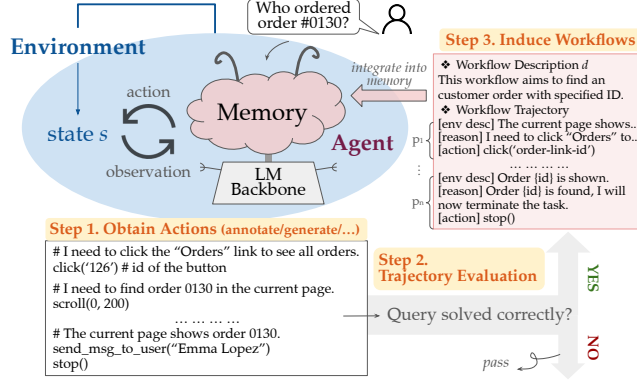 Who ordered
order #0130?
Environment
action
state s
observation
Memory
Agent
LM
Backbone
integrate into
memory
Step 3. Induce Workflows
❖ Workflow Description d
This workflow aims to find an
customer order with specified ID.
❖ Workflow Trajectory
[env desc] The current page shows...
p1
[reason] I need to click “Orders” to...
[action] click(‘order-link-id’)
... ... ... ...
⋮
[env desc] Order {id} is shown.
pn
[reason] Order {id} is found, I will
now terminate the task.
[action] stop()
Step 1. Obtain Actions (annotate/generate/...)
# I need to click the “Orders” link to see all orders.
click(‘126’) # id of the button
# I need to find order 0130 in the current page.
scroll(0, 200)
... ... ... ...
# The current page shows order 0130.
send_msg_to_user(“Emma Lopez”)
stop()
Step 2.
Trajectory Evaluation
Query solved correctly?
YES
NO
pass